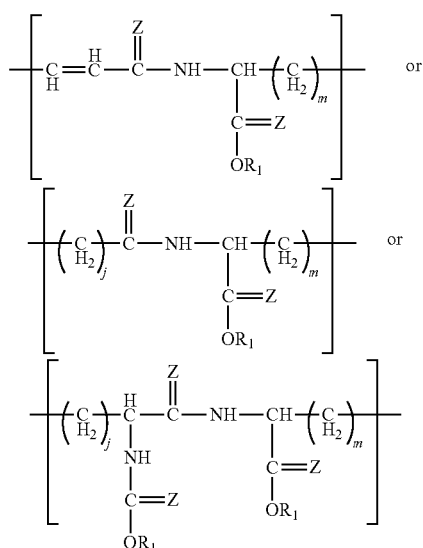 Z
H H
C=C—C—NH—CH—(C)m or
H H2
C=Z
OR1
Z
(C)j—C—NH—CH—(C)m or
H2 H2
C=Z
OR1
Z
H
(C)j—C—C—NH—CH—(C)m
H2 H2
NH C=Z
C=Z OR1
OR1